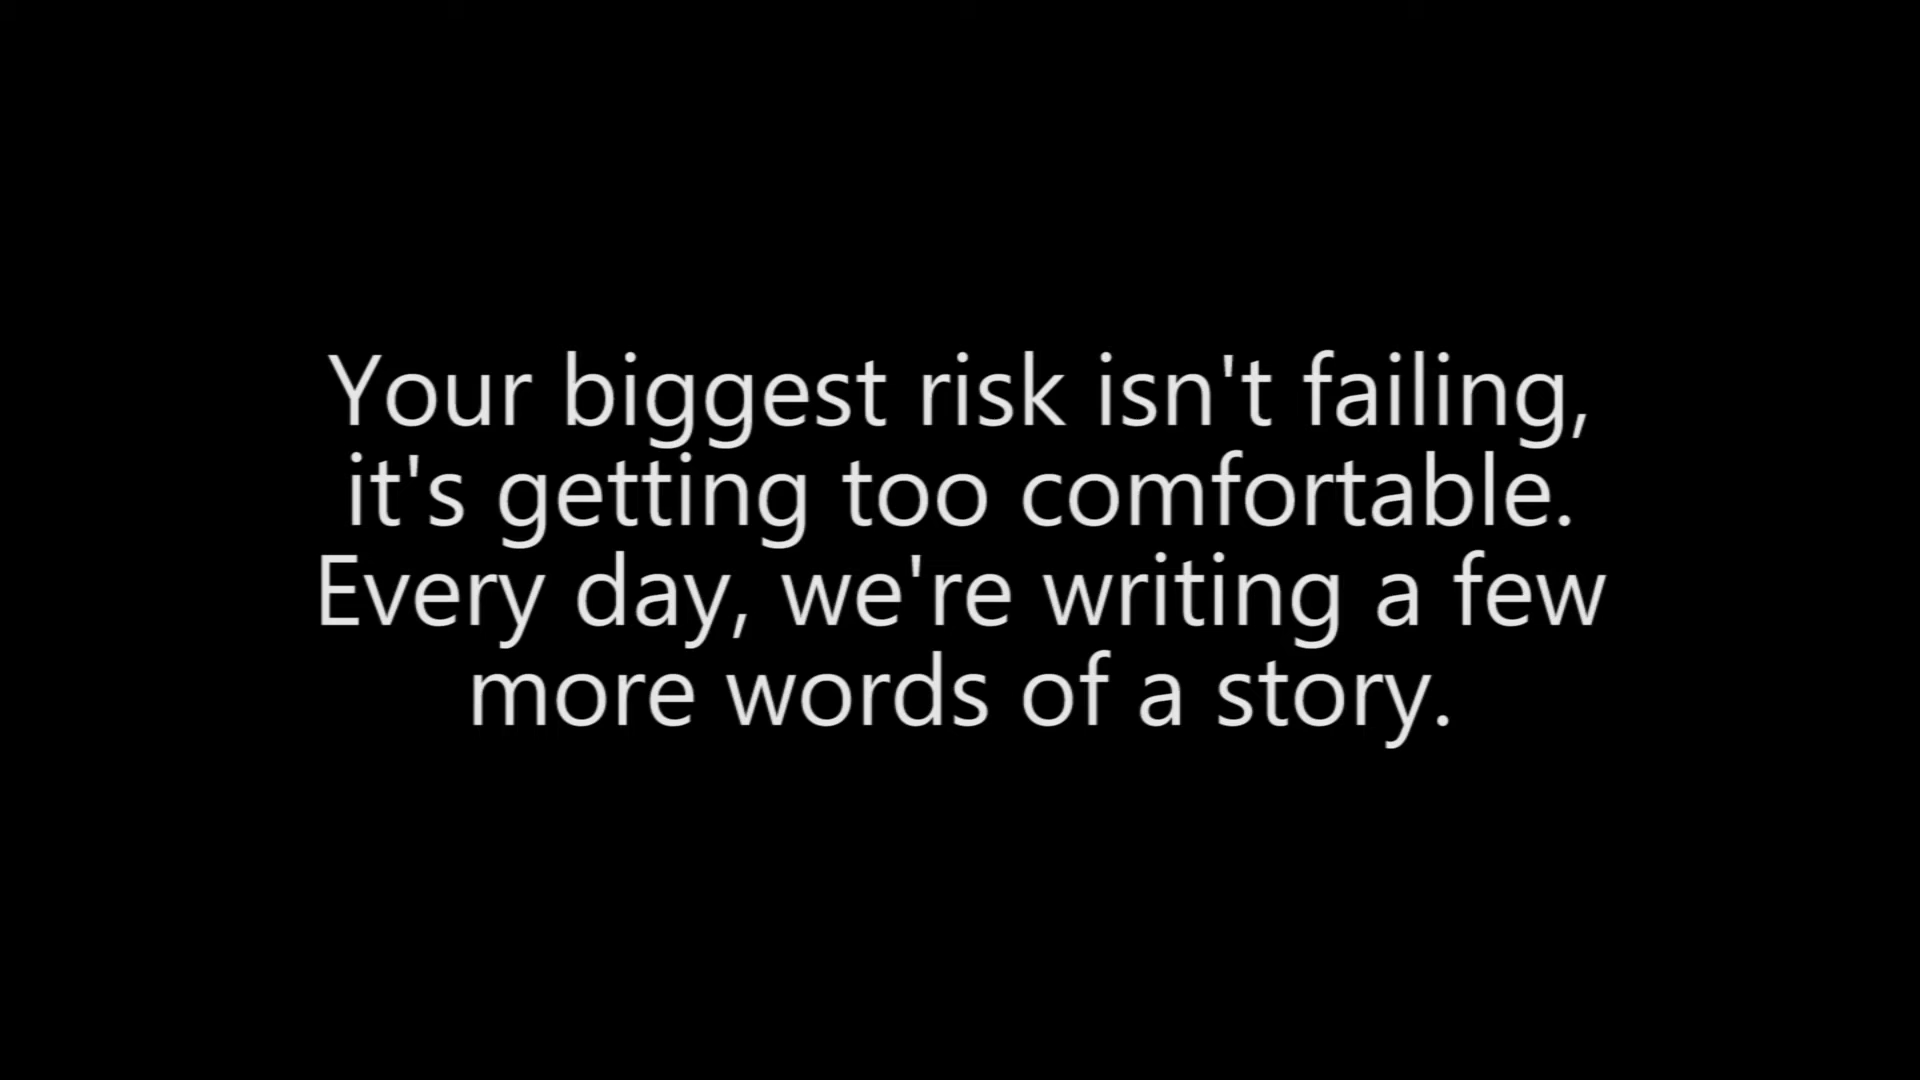 Your biggest risk isn't failing,
it's getting too comfortable.
Every day, we're writing a few
more words of a story.